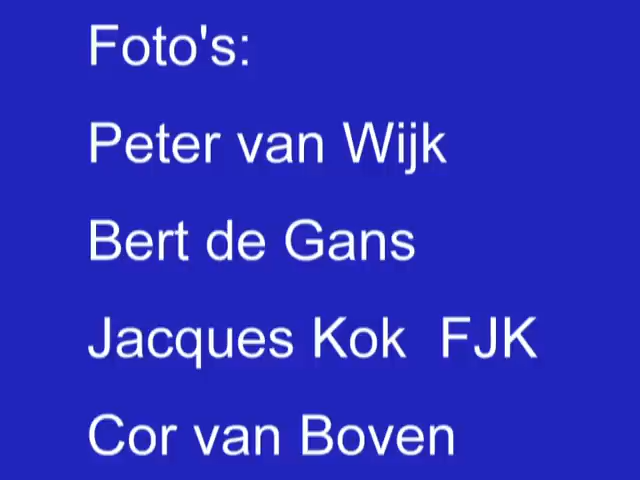 Foto's:
Peter van Wijk
Bert de Gans
Jacques Kok  FJK
Cor van Boven